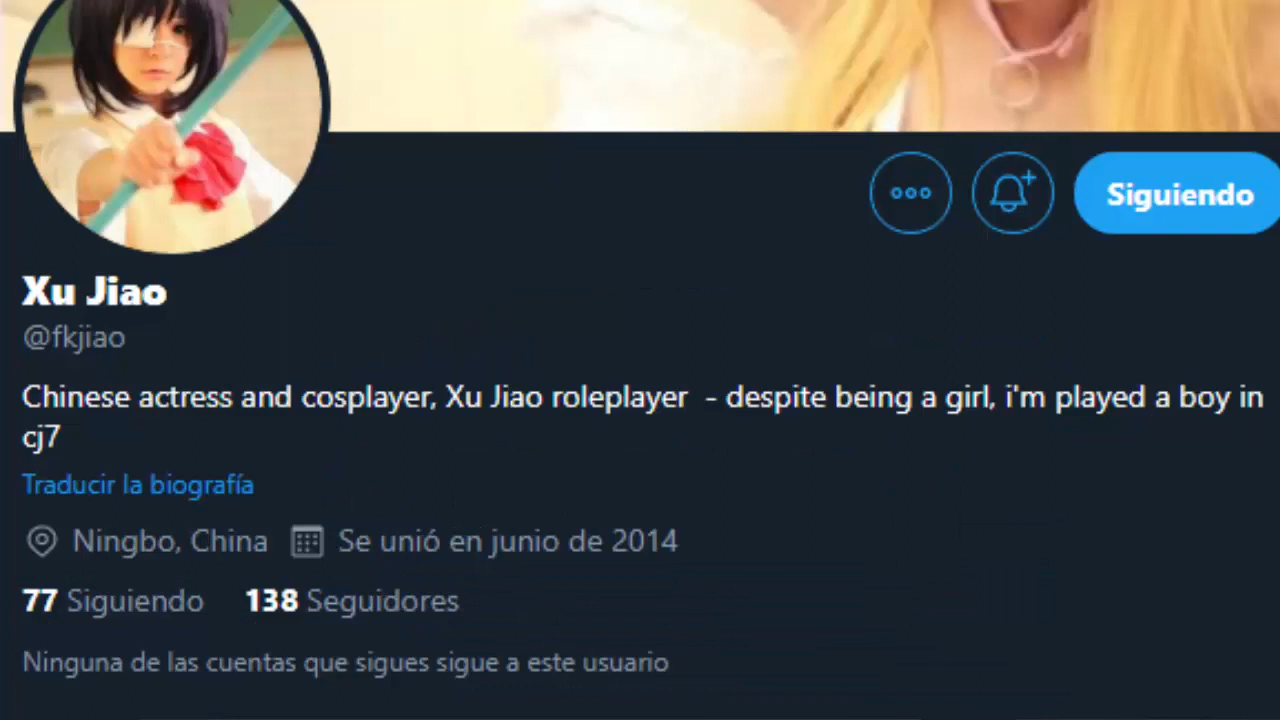 Siguiendo
Xu Jiao
@fkjiao
Chinese actress and cosplayer, Xu Jiao roleplayer - despite being a girl, i'm played a boy in
cj7
Traducir la biografía
Ningbo, China Se unió en junio de 2014
77 Siguiendo 138 Seguidores
Ninguna de las cuentas que sigues sigue a este usuario